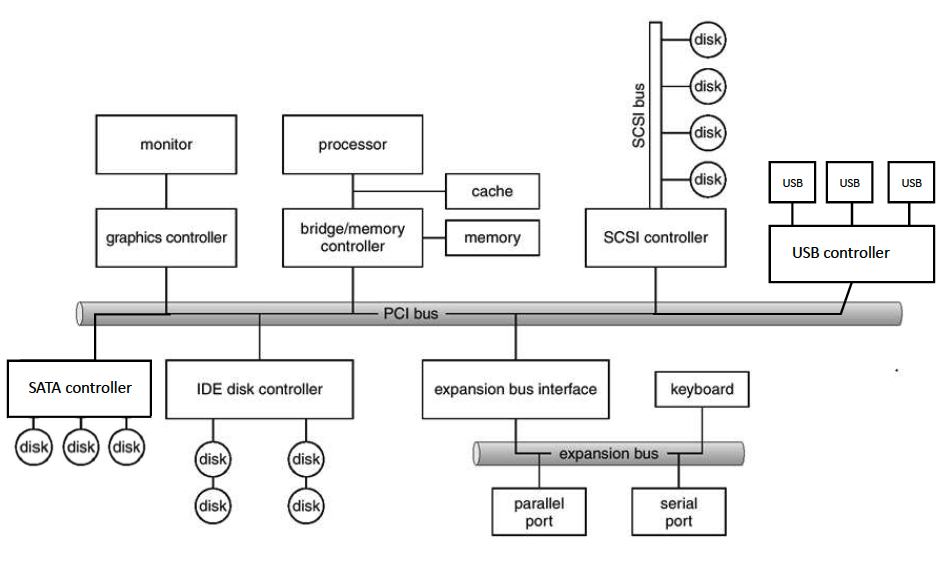 disk
disk
SCSI bus
disk
disk
monitor
processor
cache
USB
USB
USB
graphics controller
bridge/memory
controller
memory
SCSI controller
USB controller
PCI bus
SATA controller
IDE disk controller
expansion bus interface
keyboard
disk
disk
disk
disk
disk
expansion bus
disk
disk
parallel
port
serial
port